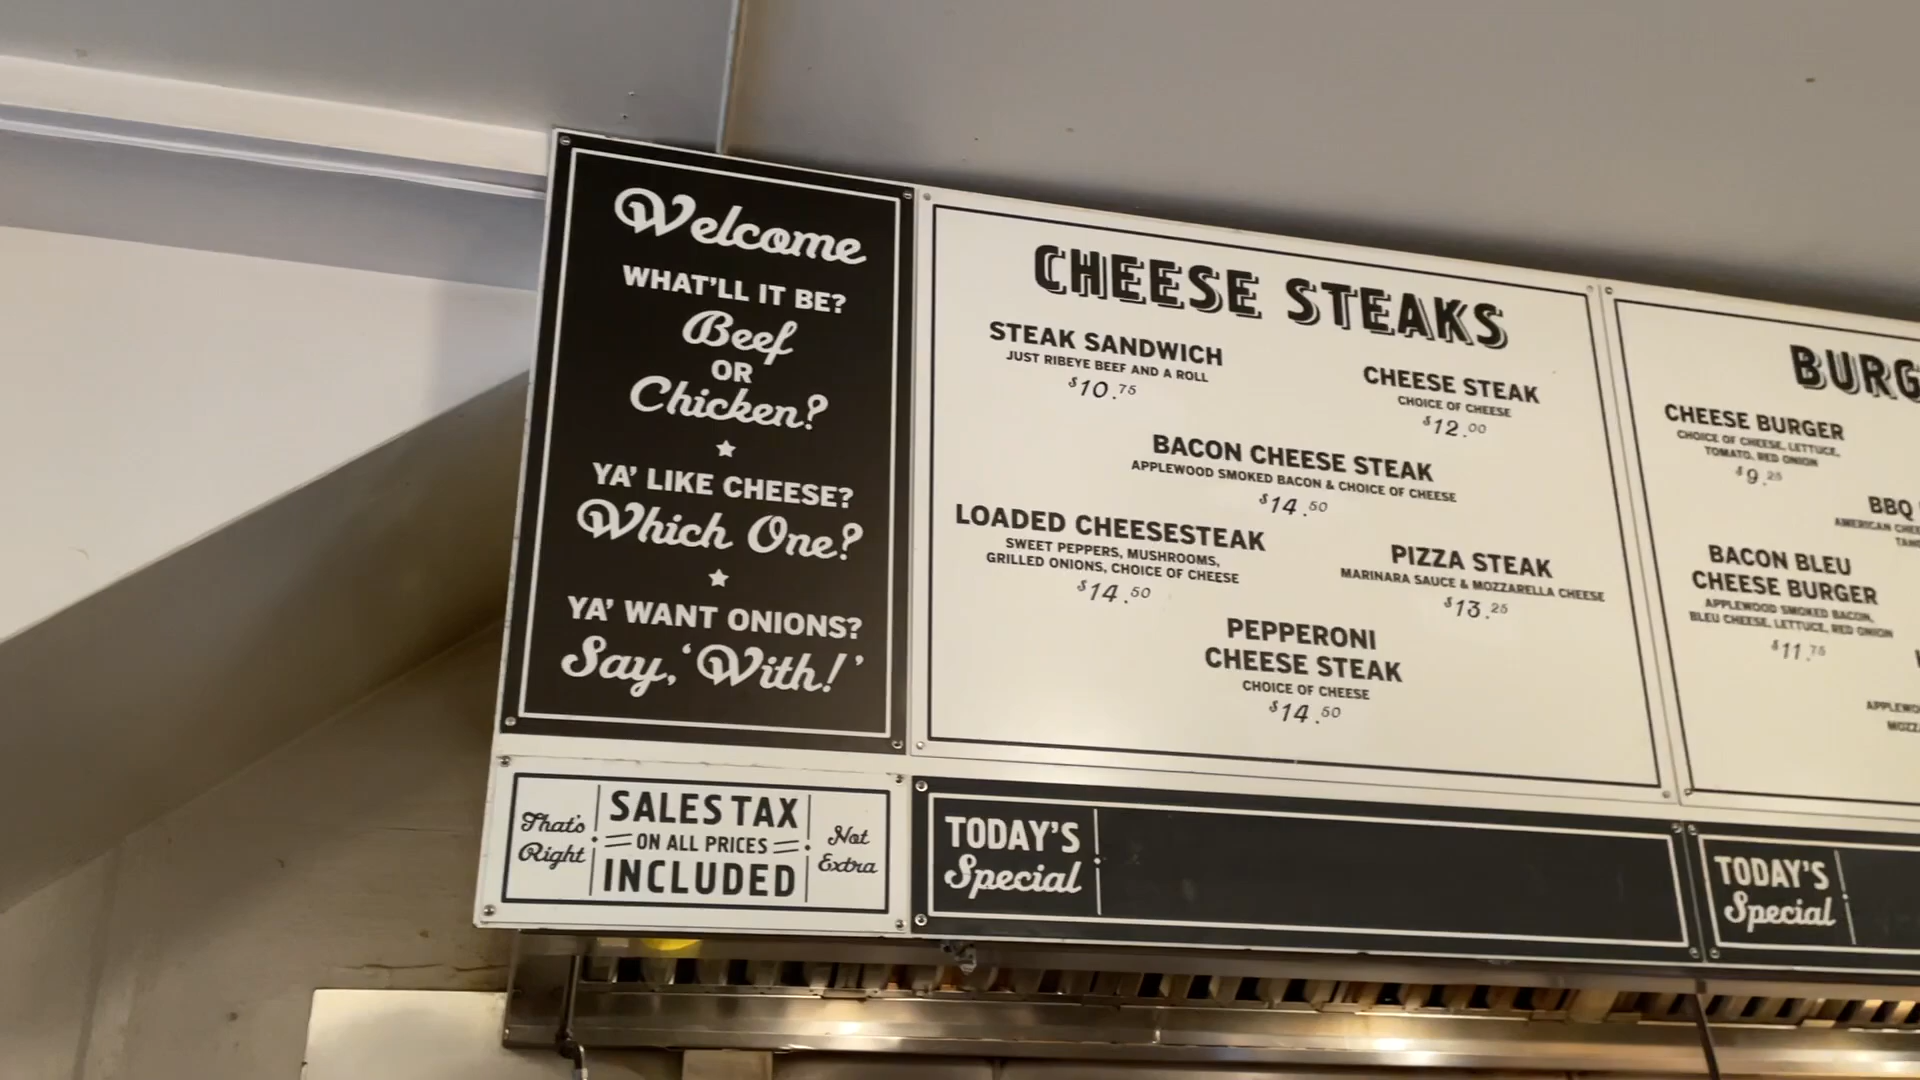 Welcome
WHAT'LL IT BE?
Beef
OR
Chicken?
YA' LIKE CHEESE?
Which One?
YA' WANT ONIONS?
Say, 'With!'
That's Right
SALES TAX
ON ALL PRICES
INCLUDED
Not Extra
CHEESE STEAKS
STEAK SANDWICH
JUST RIBEYE BEEF AND A ROLL
$10.75
CHEESE STEAK
CHOICE OF CHEESE
$12.00
BACON CHEESE STEAK
APPLEWOOD SMOKED BACON & CHOICE OF CHEESE
$14.50
LOADED CHEESESTEAK
SWEET PEPPERS, MUSHROOMS,
GRILLED ONIONS, CHOICE OF CHEESE
$14.50
PIZZA STEAK
MARINARA SAUCE & MOZZARELLA CHEESE
$13.25
PEPPERONI
CHEESE STEAK
CHOICE OF CHEESE
$14.50
TODAY'S
Special
BURG
CHEESE BURGER
CHOICE OF CHEESE, LETTUCE,
TOMATO, RED ONION
$9.25
BBQ
AMERICAN CHE
TAN
BACON BLEU
CHEESE BURGER
APPLEWOOD SMOKED BACON,
BLEU CHEESE, LETTUCE, RED ONION
$11.75
APPLEWO
MOZZ
TODAY'S
Special